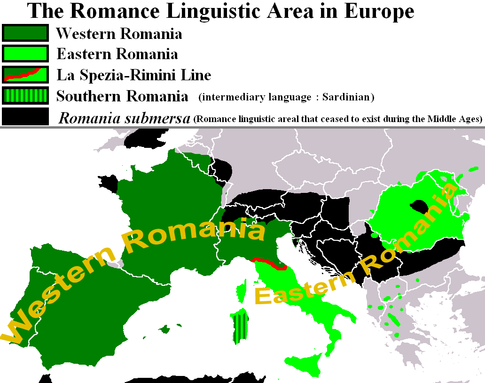 The Romance Linguistic Area in Europe
Western Romania
Eastern Romania
La Spezia-Rimini Line
Southern Romania (intermediary language : Sardinian)
Romania submersa (Romance linguistic areal that ceased to exist during the Middle Ages)
Western Romania
Eastern Romania